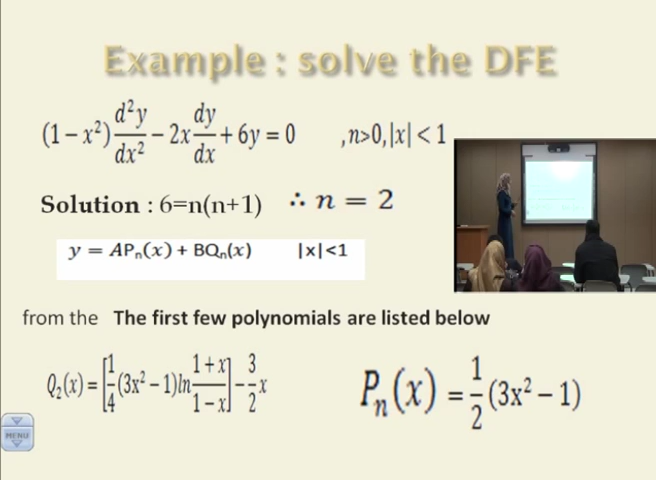 Example : solve the DFE
(1 − x²) d²y/dx² − 2x dy/dx + 6y = 0 ,n>0,|x| < 1
Solution : 6=n(n+1) ∴ n = 2
y = APₙ(x) + BQₙ(x) |x|<1
from the The first few polynomials are listed below
Q₂(x) = [1/4 (3x² − 1)ln 1+x/1−x] − 3/2 x
Pₙ(x) = 1/2 (3x² − 1)
MENU